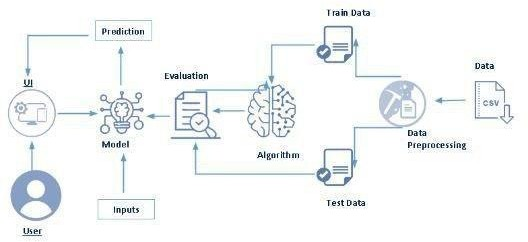 Train Data
Prediction
Data
Evaluation
UI
CSV
Model
Algorithm
Data
Preprocessing
Inputs
Test Data
User